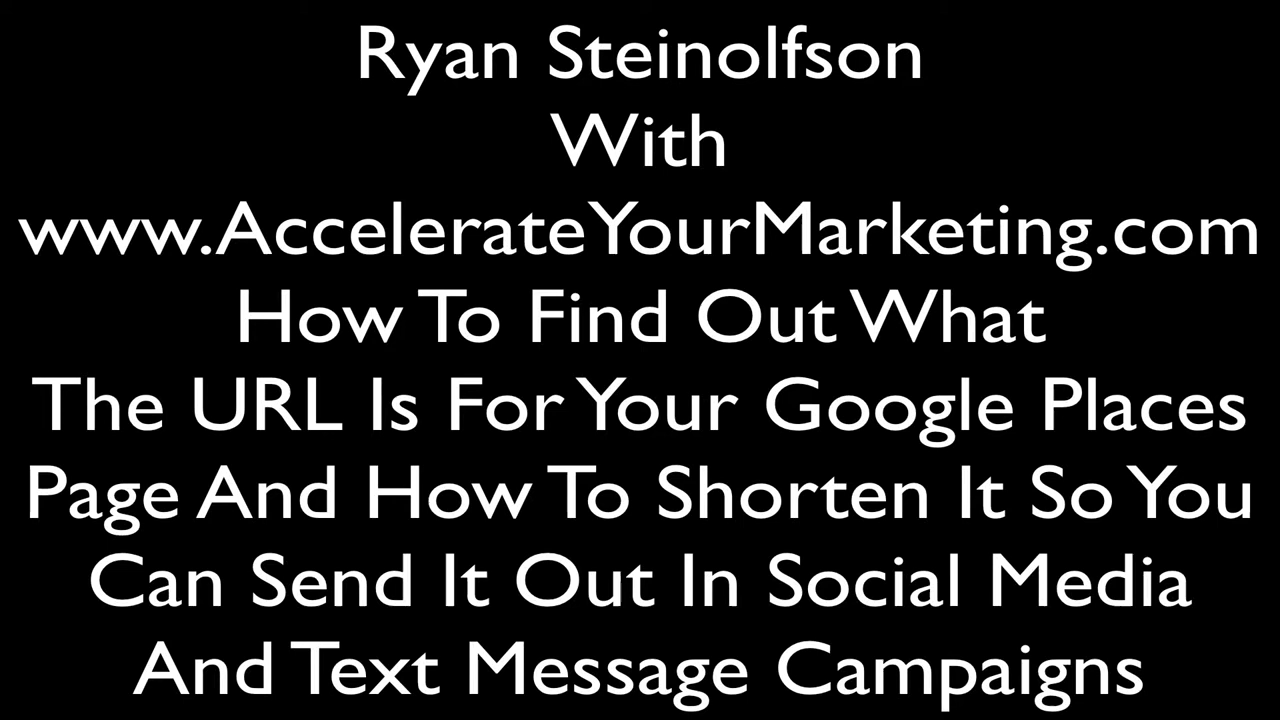 Ryan Steinolfson
With
www.AccelerateYourMarketing.com
How To Find Out What
The URL Is For Your Google Places
Page And How To Shorten It So You
Can Send It Out In Social Media
And Text Message Campaigns